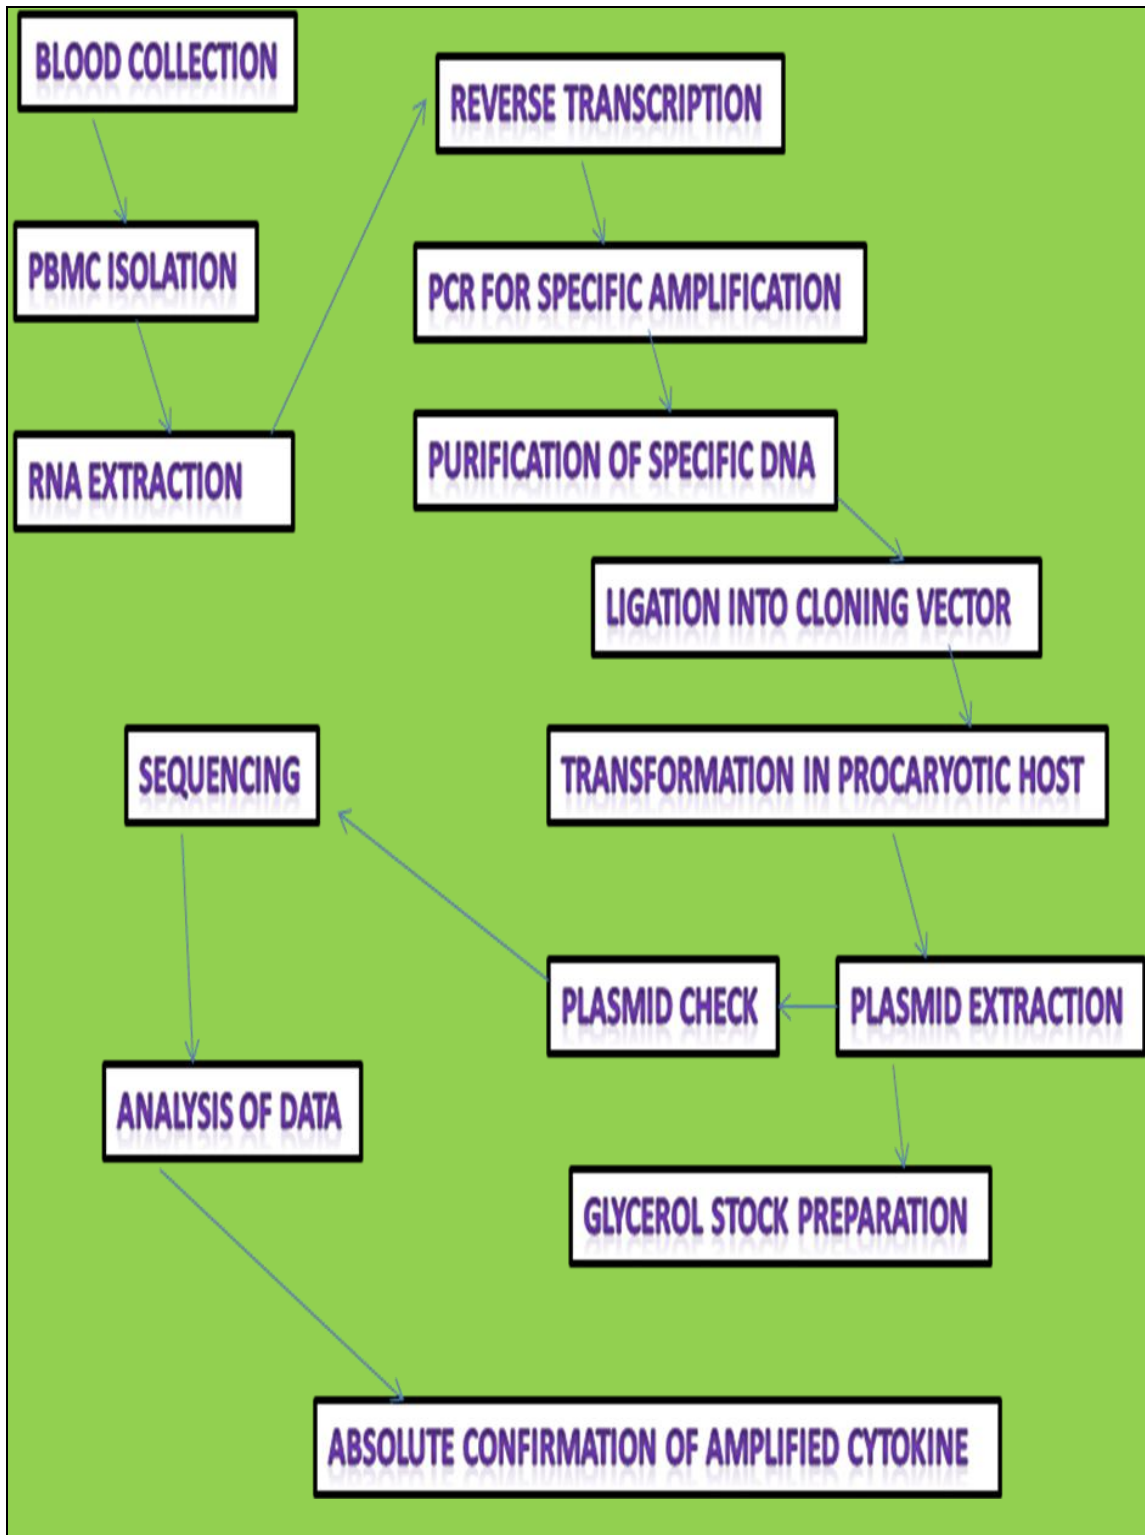 BLOOD COLLECTION
PBMC ISOLATION
RNA EXTRACTION
REVERSE TRANSCRIPTION
PCR FOR SPECIFIC AMPLIFICATION
PURIFICATION OF SPECIFIC DNA
LIGATION INTO CLONING VECTOR
TRANSFORMATION IN PROCARYOTIC HOST
PLASMID EXTRACTION
GLYCEROL STOCK PREPARATION
PLASMID CHECK
SEQUENCING
ANALYSIS OF DATA
ABSOLUTE CONFIRMATION OF AMPLIFIED CYTOKINE